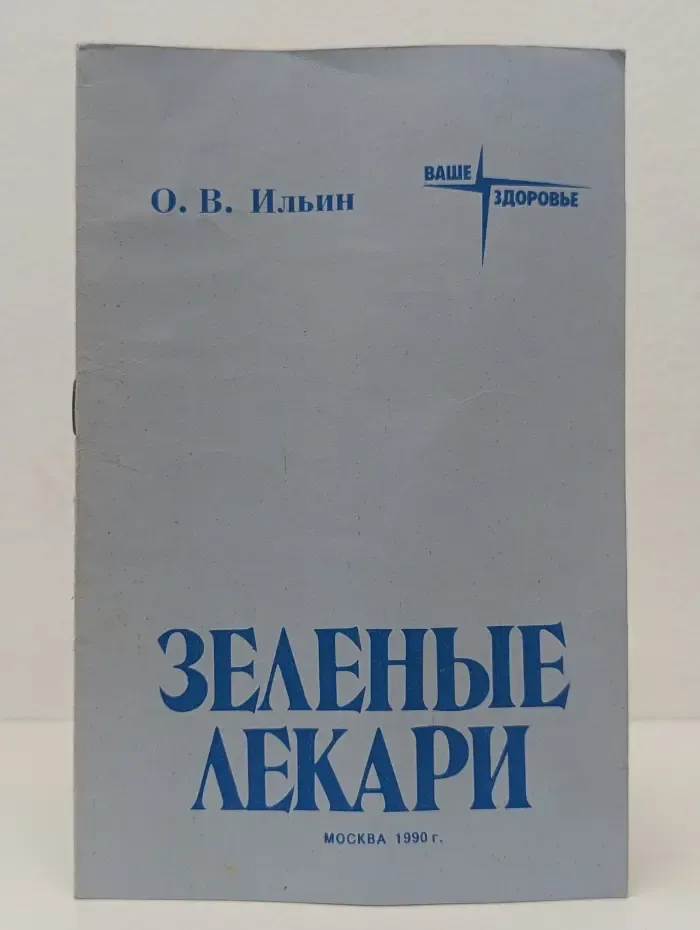 О. В. Ильин
ВАШЕ
ЗДОРОВЬЕ
ЗЕЛЕНЫЕ
ЛЕКАРИ
МОСКВА 1990 г.